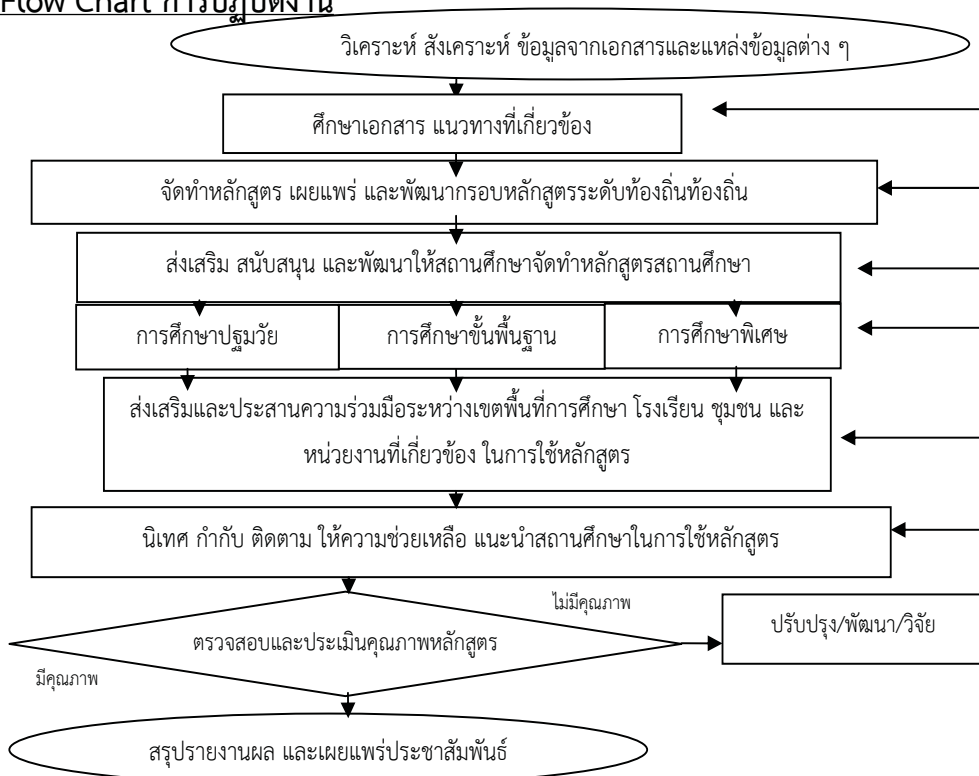 Flow Chart การปฏิบัติงาน
วิเคราะห์ สังเคราะห์ ข้อมูลจากเอกสารและแหล่งข้อมูลต่าง ๆ
ศึกษาเอกสาร แนวทางที่เกี่ยวข้อง
จัดทำหลักสูตร เผยแพร่ และพัฒนากรอบหลักสูตรระดับท้องถิ่นท้องถิ่น
ส่งเสริม สนับสนุน และพัฒนาให้สถานศึกษาจัดทำหลักสูตรสถานศึกษา
การศึกษาปฐมวัย
การศึกษาขั้นพื้นฐาน
การศึกษาพิเศษ
ส่งเสริมและประสานความร่วมมือระหว่างเขตพื้นที่การศึกษา โรงเรียน ชุมชน และ
หน่วยงานที่เกี่ยวข้อง ในการใช้หลักสูตร
นิเทศ กำกับ ติดตาม ให้ความช่วยเหลือ แนะนำสถานศึกษาในการใช้หลักสูตร
ไม่มีคุณภาพ
ตรวจสอบและประเมินคุณภาพหลักสูตร
ปรับปรุง/พัฒนา/วิจัย
มีคุณภาพ
สรุปรายงานผล และเผยแพร่ประชาสัมพันธ์